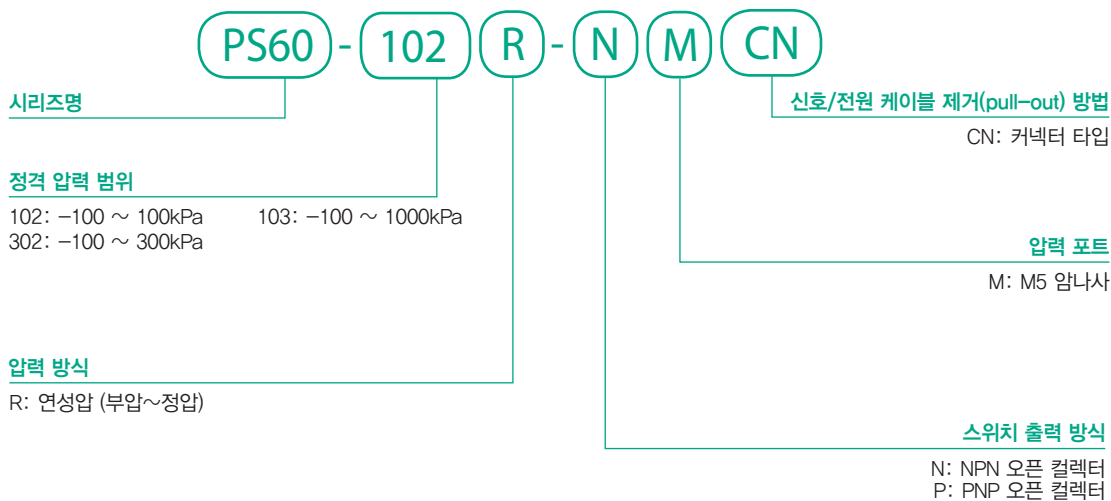 PS60 - 102 R - N M CN
시리즈명
정격 압력 범위
102: -100 ~ 100kPa 103: -100 ~ 1000kPa
302: -100 ~ 300kPa
압력 방식
R: 연성압 (부압~정압)
신호/전원 케이블 제거(pull-out) 방법
CN: 커넥터 타입
압력 포트
M: M5 암나사
스위치 출력 방식
N: NPN 오픈 컬렉터
P: PNP 오픈 컬렉터